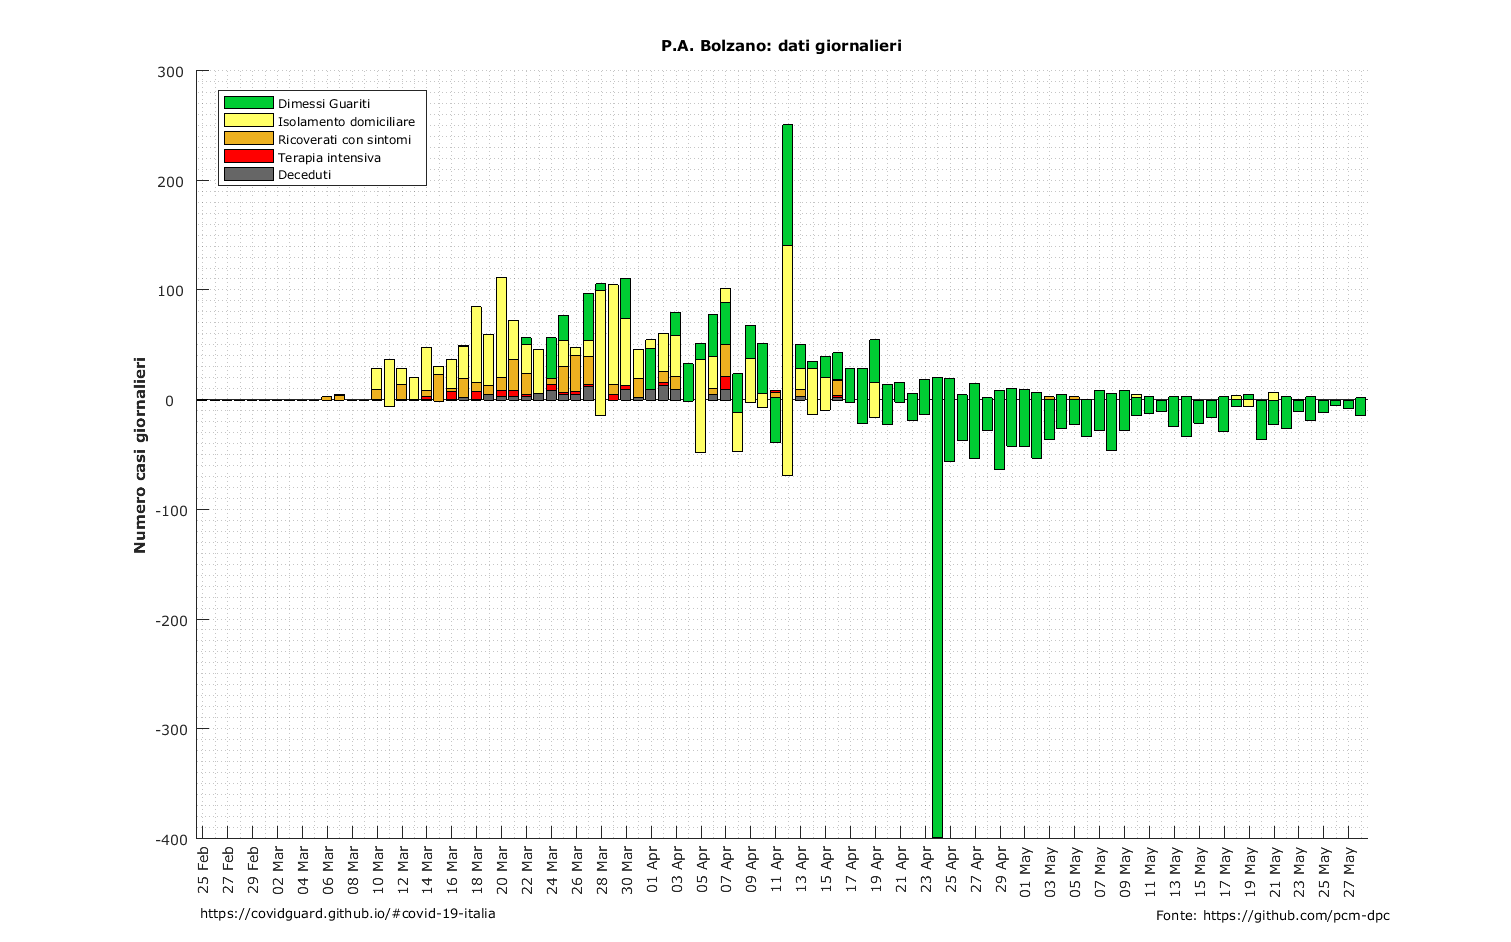 P.A. Bolzano: dati giornalieri
300
200
100
0
-100
-200
-300
-400
Numero casi giornalieri
Dimessi Guariti
Isolamento domiciliare
Ricoverati con sintomi
Terapia intensiva
Deceduti
25 Feb
27 Feb
29 Feb
02 Mar
04 Mar
06 Mar
08 Mar
10 Mar
12 Mar
14 Mar
16 Mar
18 Mar
20 Mar
22 Mar
24 Mar
26 Mar
28 Mar
30 Mar
01 Apr
03 Apr
05 Apr
07 Apr
09 Apr
11 Apr
13 Apr
15 Apr
17 Apr
19 Apr
21 Apr
23 Apr
25 Apr
27 Apr
29 Apr
01 May
03 May
05 May
07 May
09 May
11 May
13 May
15 May
17 May
19 May
21 May
23 May
25 May
27 May
https://covidguard.github.io/#covid-19-italia
Fonte: https://github.com/pcm-dpc